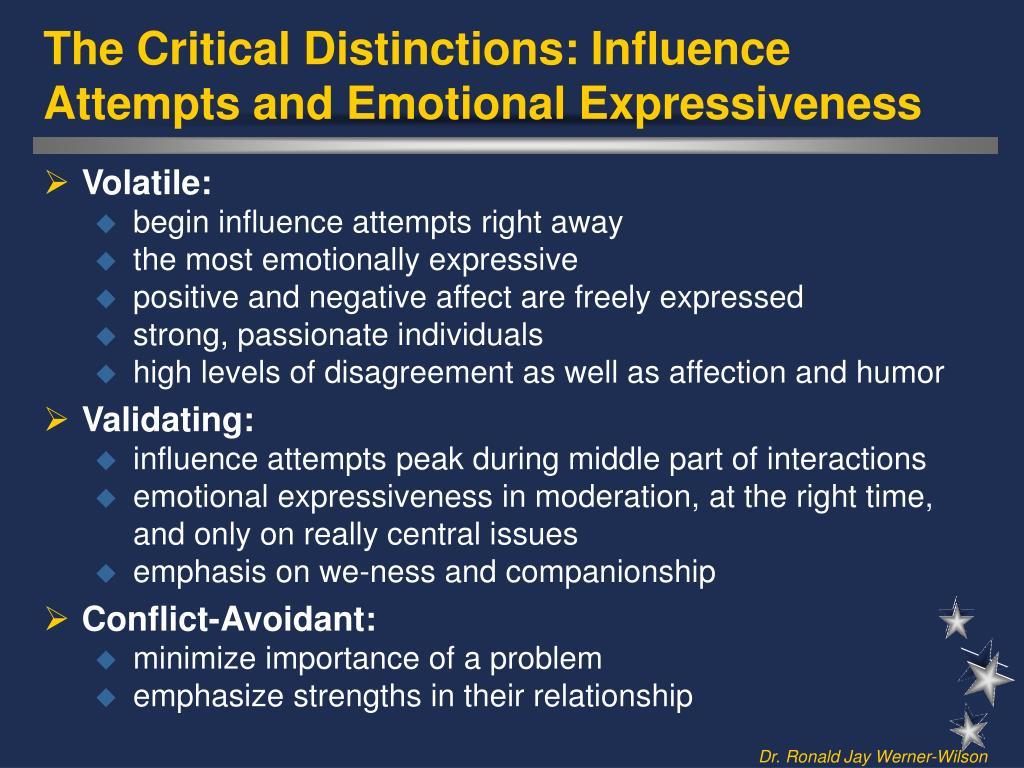 The Critical Distinctions: Influence
Attempts and Emotional Expressiveness
Volatile:
begin influence attempts right away
the most emotionally expressive
positive and negative affect are freely expressed
strong, passionate individuals
high levels of disagreement as well as affection and humor
Validating:
influence attempts peak during middle part of interactions
emotional expressiveness in moderation, at the right time,
and only on really central issues
emphasis on we-ness and companionship
Conflict-Avoidant:
minimize importance of a problem
emphasize strengths in their relationship
Dr. Ronald Jay Werner-Wilson